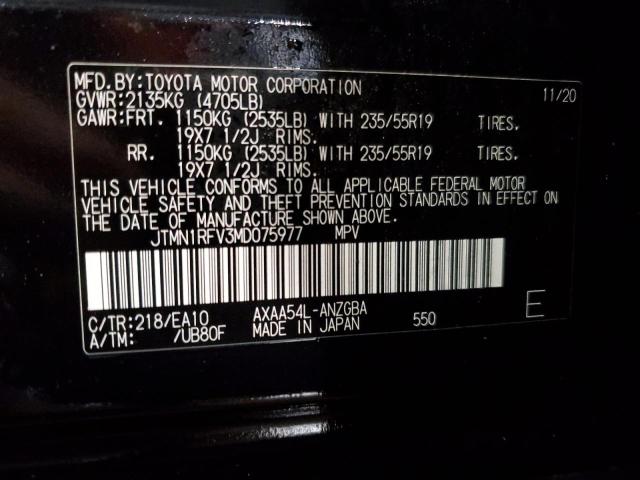 MFD.BY:TOYOTA MOTOR CORPORATION 11/20
GVWR:2135KG (4705LB)
GAWR:FRT. 1150KG (2535LB) WITH 235/55R19 TIRES.
19X7 1/2J RIMS.
RR. 1150KG (2535LB) WITH 235/55R19 TIRES.
19X7 1/2J RIMS.
THIS VEHICLE CONFORMS TO ALL APPLICABLE FEDERAL MOTOR
VEHICLE SAFETY AND THEFT PREVENTION STANDARDS IN EFFECT ON
THE DATE OF MANUFACTURE SHOWN ABOVE.
JTMN1RFV3MD075977 MPV
C/TR:218/EA10 AXAA54L-ANZGBA 550 E
A/TM: /UB80F MADE IN JAPAN